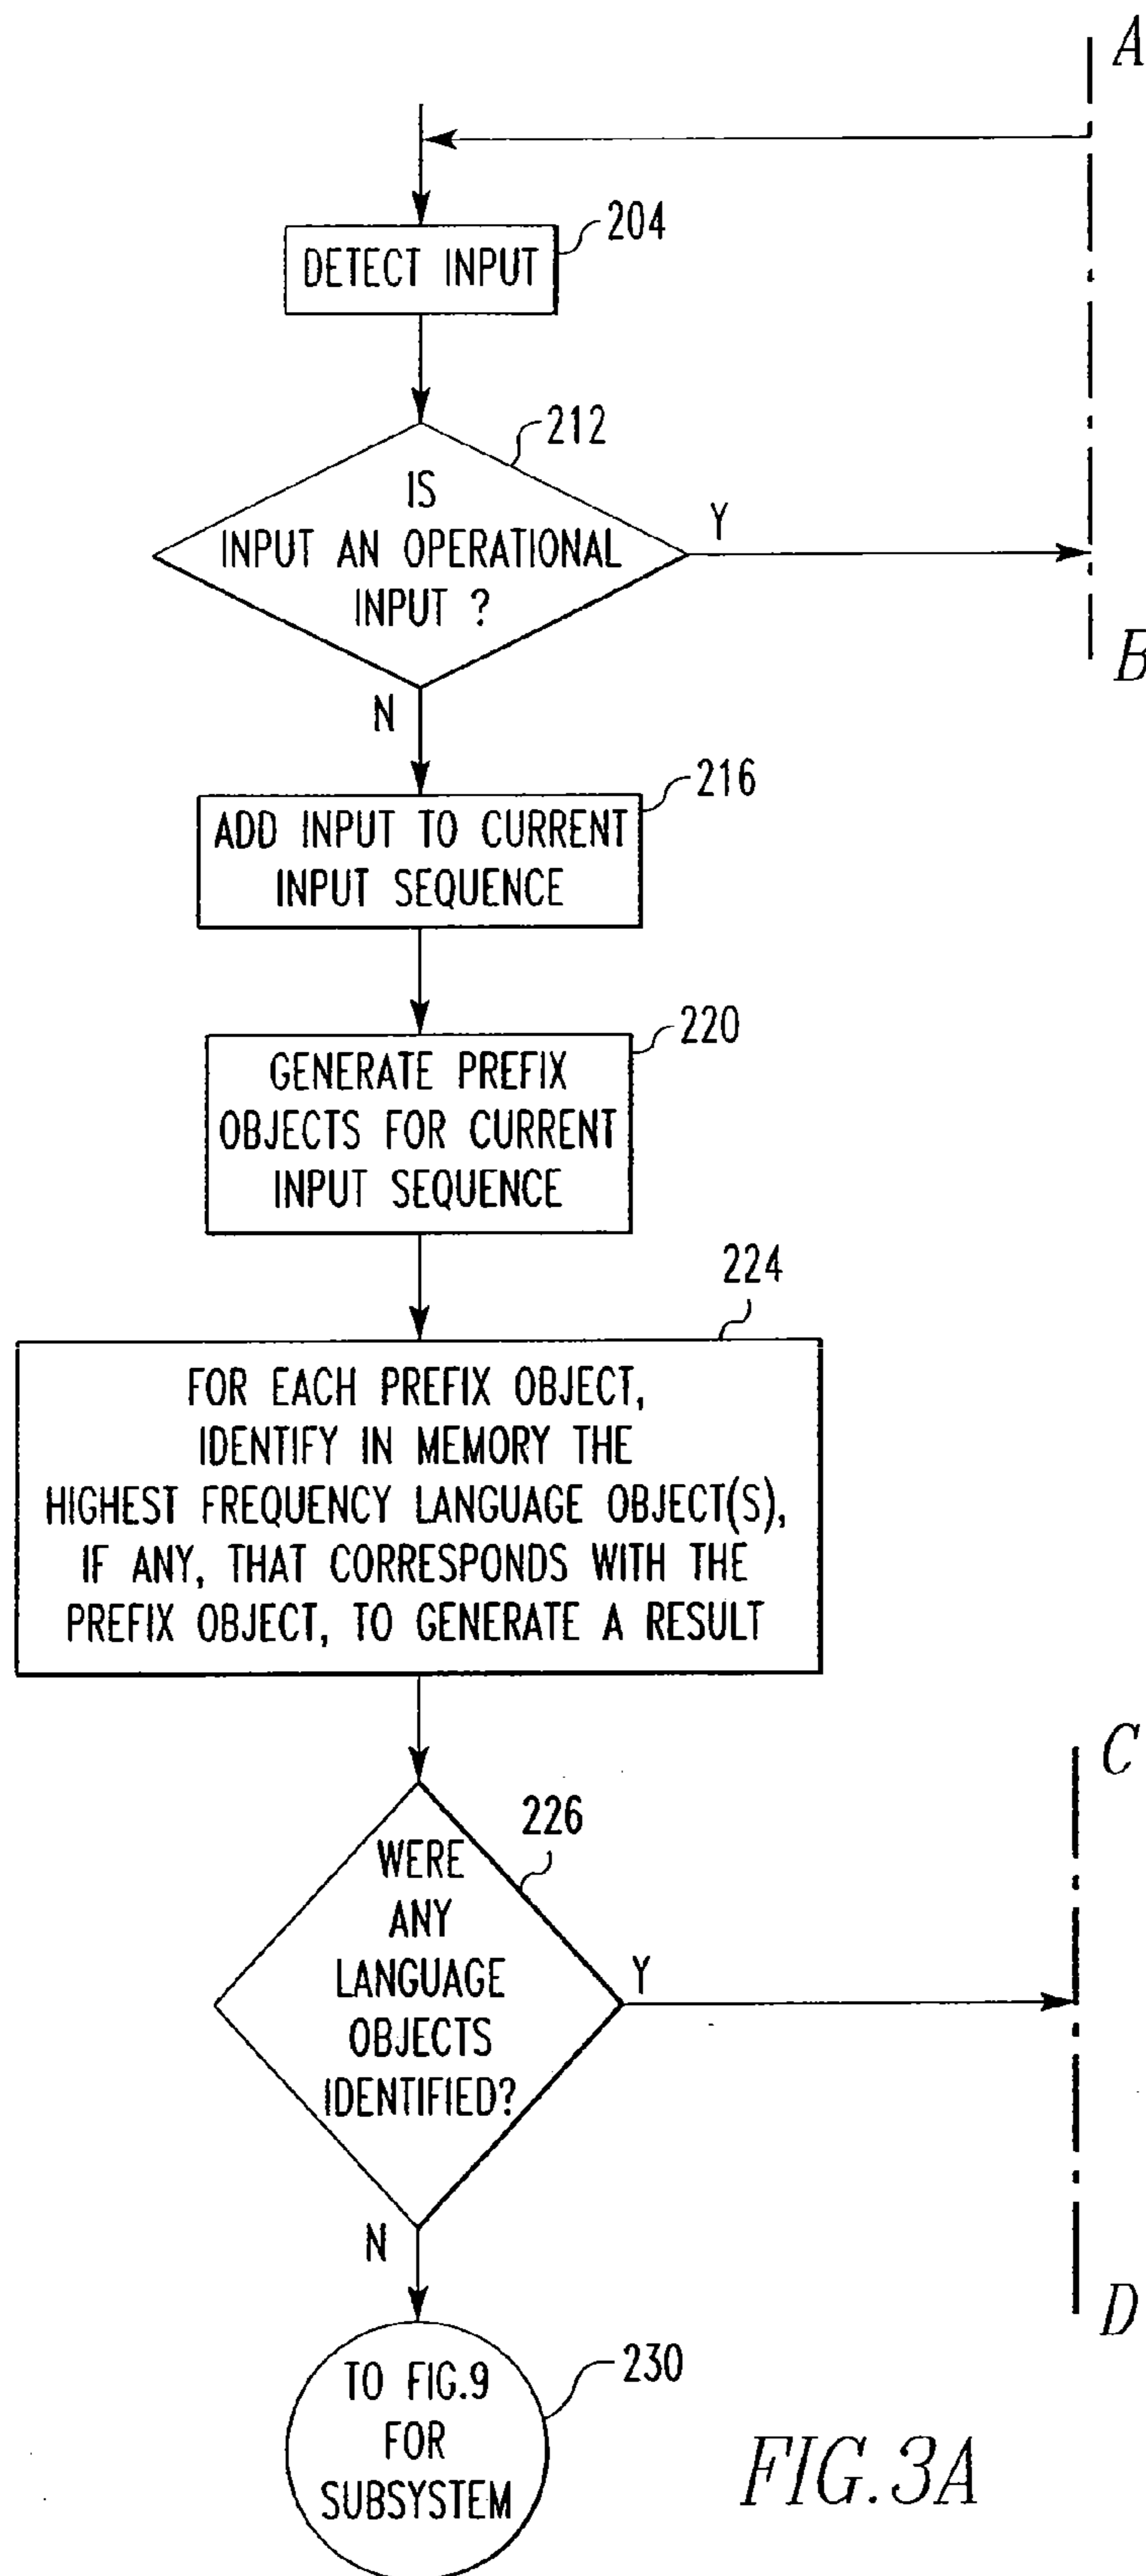 A
DETECT INPUT
204
212
IS
INPUT AN OPERATIONAL
INPUT ?
Y
B
N
ADD INPUT TO CURRENT
INPUT SEQUENCE
216
220
GENERATE PREFIX
OBJECTS FOR CURRENT
INPUT SEQUENCE
224
FOR EACH PREFIX OBJECT,
IDENTIFY IN MEMORY THE
HIGHEST FREQUENCY LANGUAGE OBJECT(S),
IF ANY, THAT CORRESPONDS WITH THE
PREFIX OBJECT, TO GENERATE A RESULT
C
226
WERE
ANY
LANGUAGE
OBJECTS
IDENTIFIED?
Y
N
D
TO FIG.9
FOR
SUBSYSTEM
230
FIG.3A